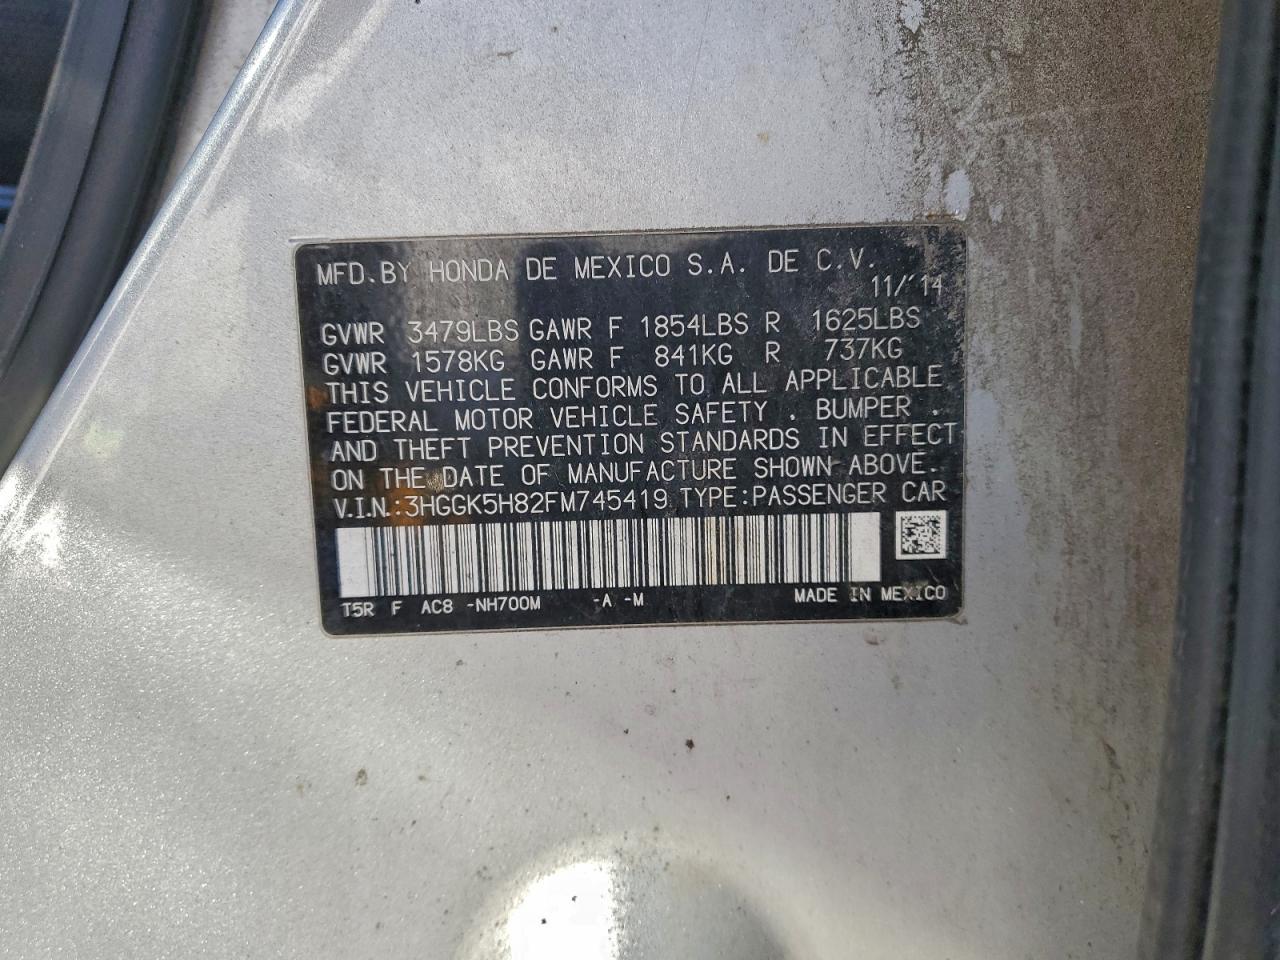 MFD.BY HONDA DE MEXICO S.A. DE C.V.
11/'14
GVWR 3479LBS GAWR F 1854LBS R 1625LBS
GVWR 1578KG GAWR F 841KG R 737KG
THIS VEHICLE CONFORMS TO ALL APPLICABLE
FEDERAL MOTOR VEHICLE SAFETY , BUMPER ,
AND THEFT PREVENTION STANDARDS IN EFFECT
ON THE DATE OF MANUFACTURE SHOWN ABOVE.
V.I.N.:3HGGK5H82FM745419 TYPE:PASSENGER CAR
T5R F AC8 -NH700M -A -M MADE IN MEXICO